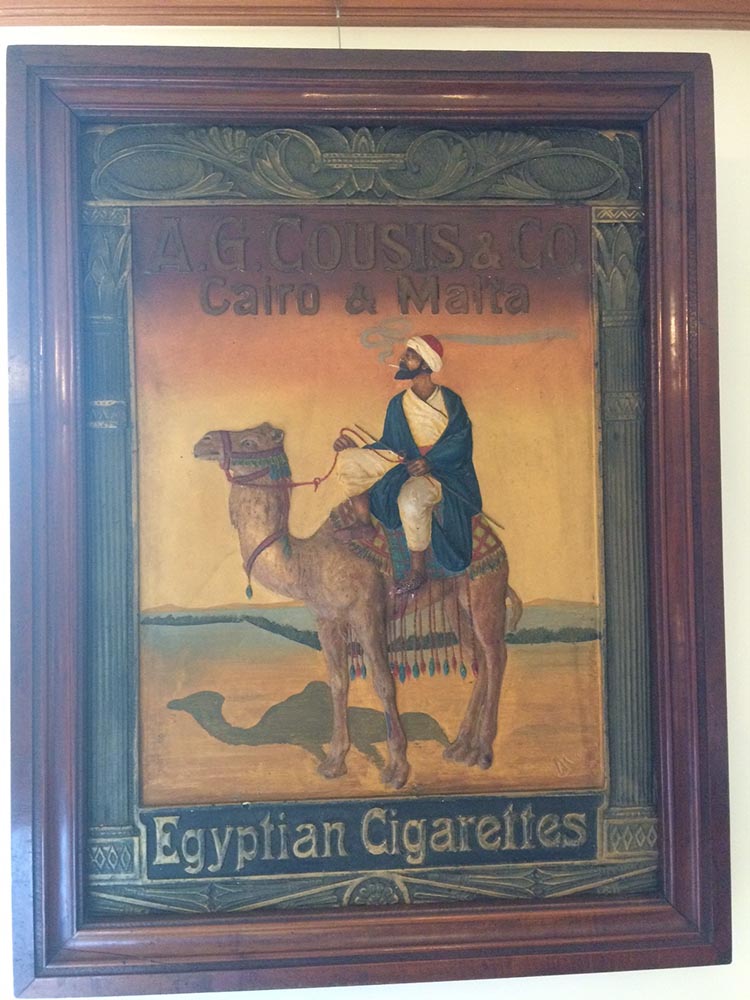 A.G. COUSIS & CO.
Cairo & Malta
Egyptian Cigarettes